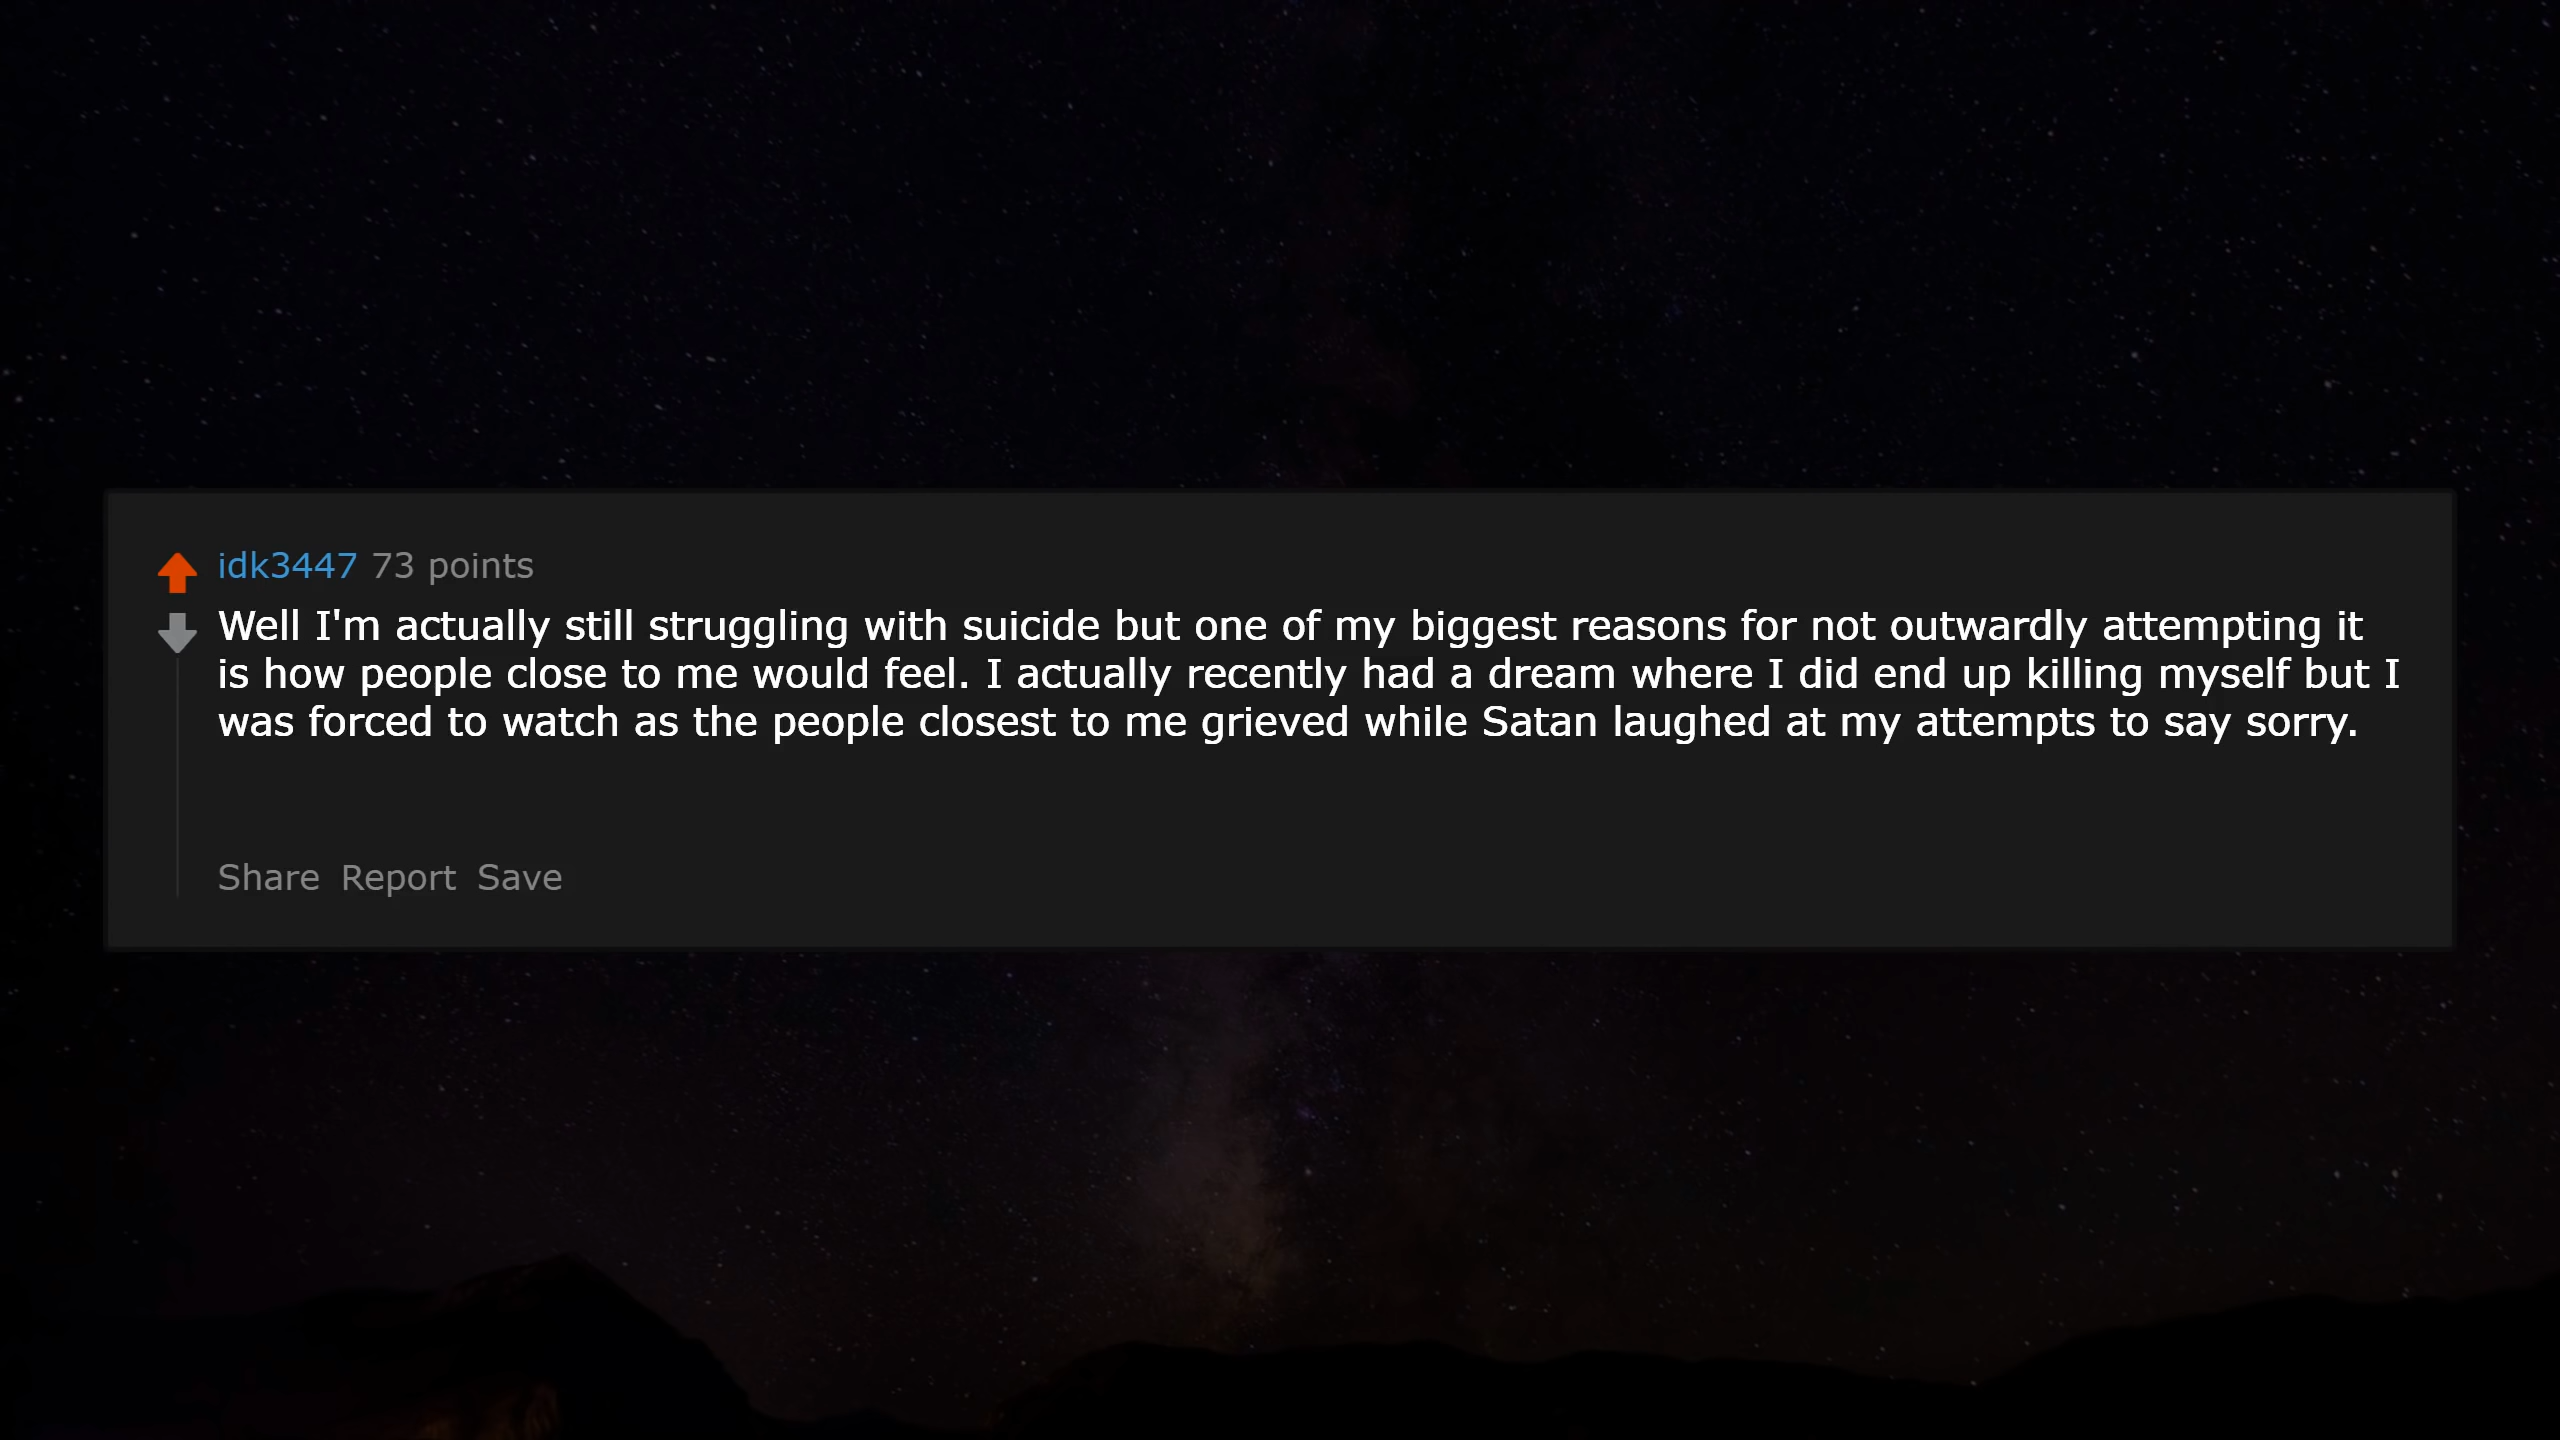 idk3447 73 points
Well I'm actually still struggling with suicide but one of my biggest reasons for not outwardly attempting it
is how people close to me would feel. I actually recently had a dream where I did end up killing myself but I
was forced to watch as the people closest to me grieved while Satan laughed at my attempts to say sorry.
Share Report Save